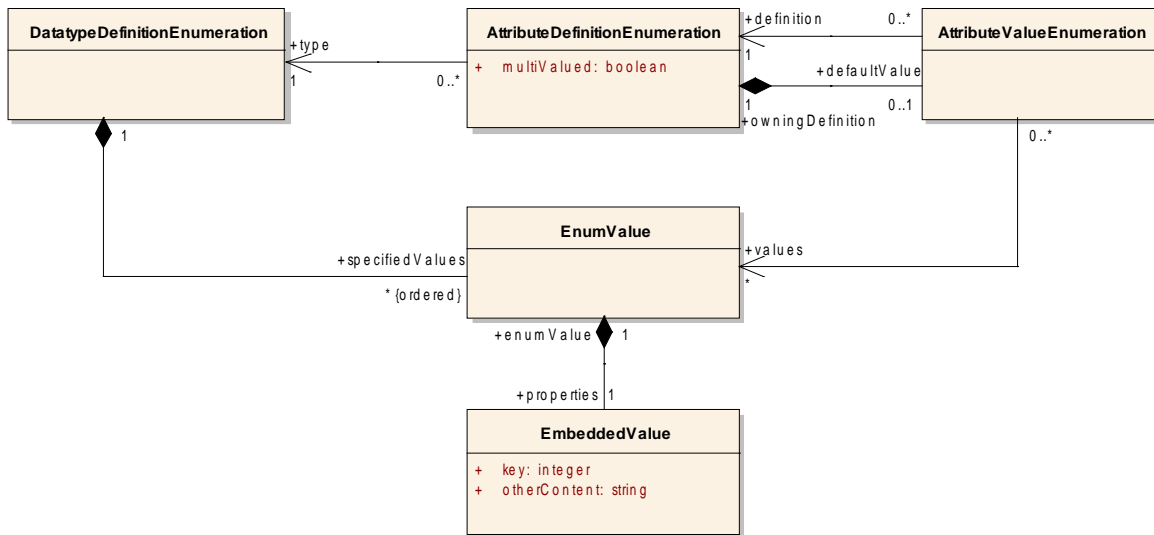 DatatypeDefinitionEnumeration
AttributeDefinitionEnumeration
AttributeValueEnumeration
+type
1
0..*
+ multiValued: boolean
+definition
0..*
1
+defaultValue
1
0..1
+owningDefinition
1
0..*
EnumValue
+specifiedValues
* {ordered}
+values
*
+enumValue
1
+properties
1
EmbeddedValue
+ key: integer
+ otherContent: string